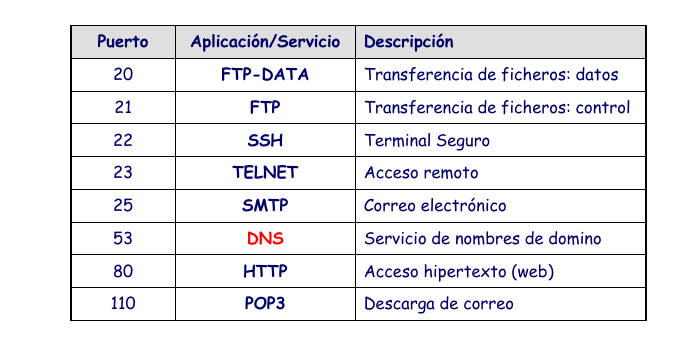 Puerto Aplicación/Servicio Descripción
20 FTP-DATA Transferencia de ficheros: datos
21 FTP Transferencia de ficheros: control
22 SSH Terminal Seguro
23 TELNET Acceso remoto
25 SMTP Correo electrónico
53 DNS Servicio de nombres de domino
80 HTTP Acceso hipertexto (web)
110 POP3 Descarga de correo